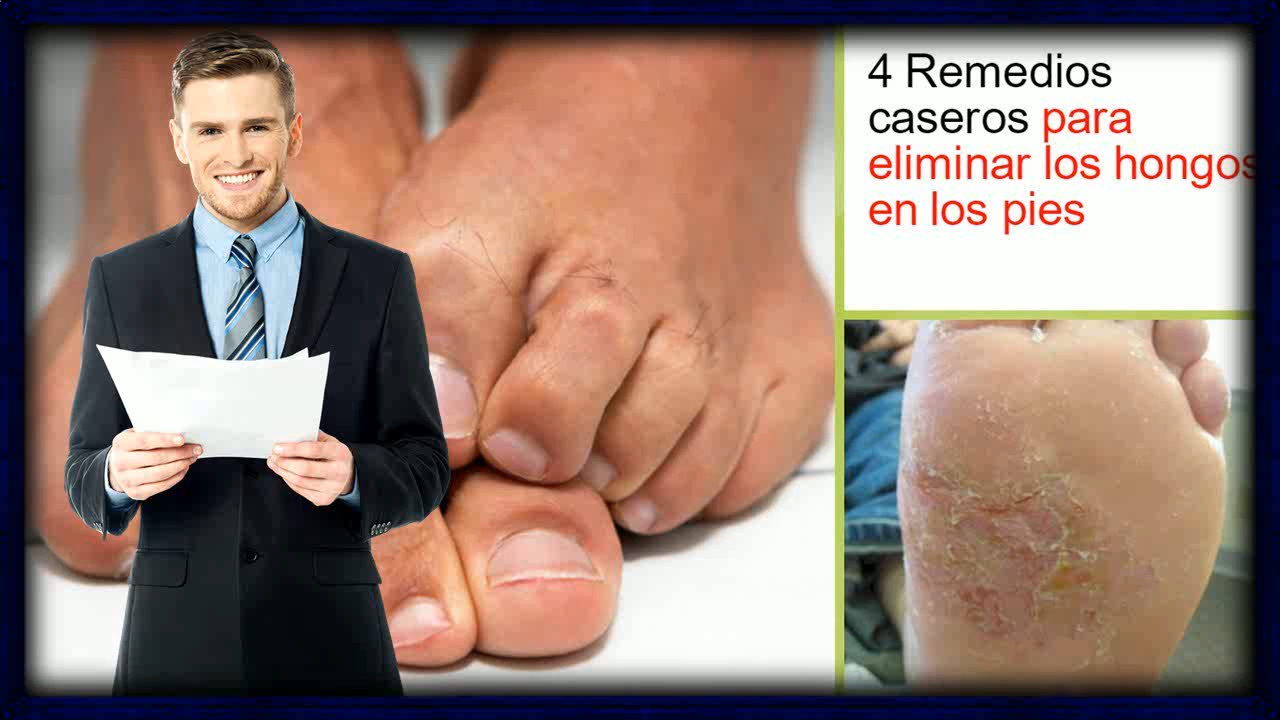 4 Remedios
caseros para
eliminar los hongos
en los pies